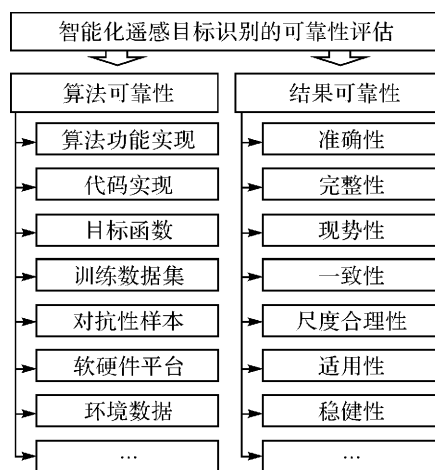 智能化遥感目标识别的可靠性评估
算法可靠性
算法功能实现
代码实现
目标函数
训练数据集
对抗性样本
软硬件平台
环境数据
…
结果可靠性
准确性
完整性
现势性
一致性
尺度合理性
适用性
稳健性
…